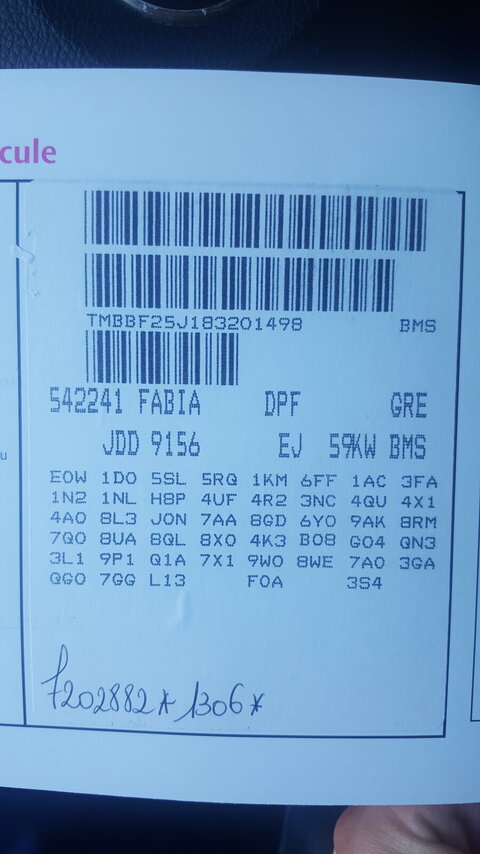 cule
TMBBF25J183201498 BMS
542241 FABIA DPF GRE
JDD 9156 EJ 59KW BMS
E0W 1D0 5SL 5RQ 1KM 6FF 1AC 3FA
1N2 1NL H8P 4UF 4R2 3NC 4QU 4X1
4A0 8L3 J0N 7AA 8GD 6Y0 9AK 8RM
7Q0 8UA 8QL 8X0 4K3 B08 G04 QN3
3L1 9P1 Q1A 7X1 9W0 8WE 7A0 3GA
QG0 7GG L13 F0A 3S4
7202882*1306*
u